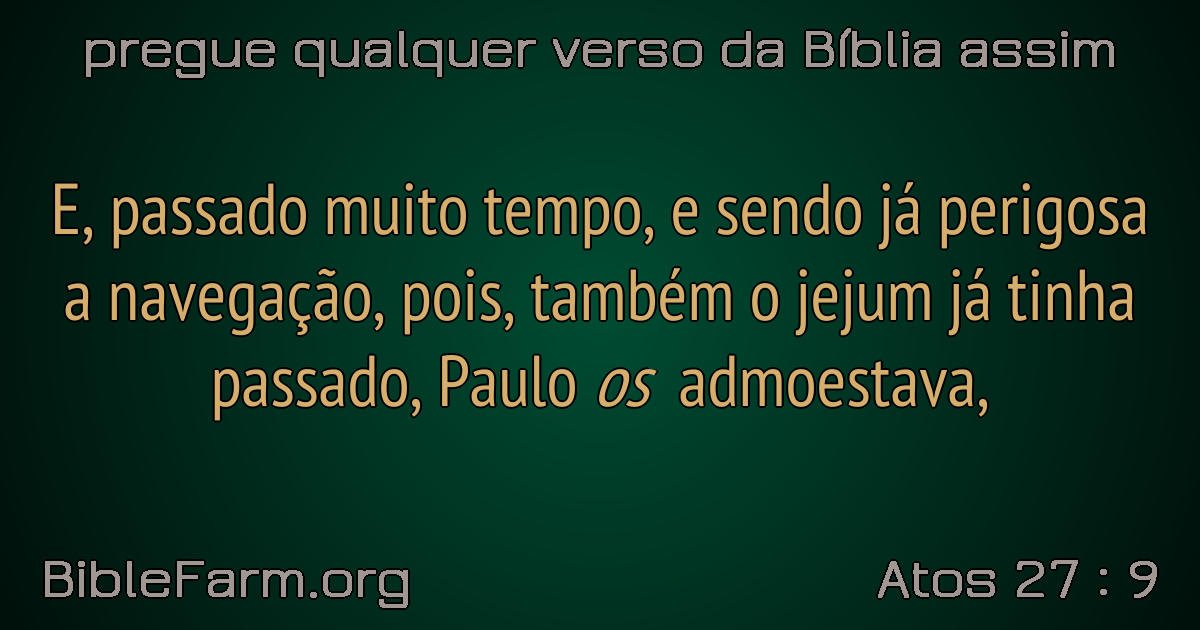 pregue qualquer verso da Bíblia assim
E, passado muito tempo, e sendo já perigosa
a navegação, pois, também o jejum já tinha
passado, Paulo os admoestava,
BibleFarm.org
Atos 27 : 9